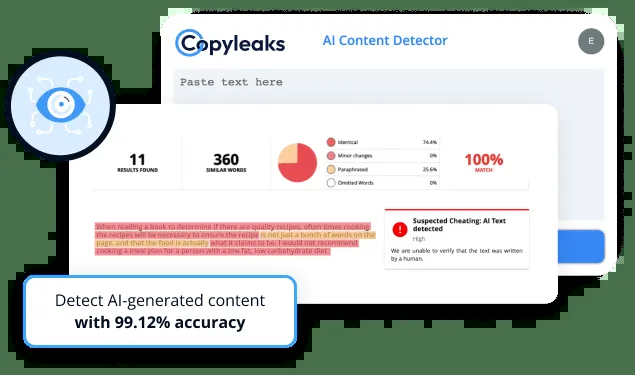 Copyleaks
AI Content Detector
E
Paste text here
11
RESULTS FOUND
360
SIMILAR WORDS
Identical 74.4%
Minor changes 0%
Paraphrased 25.6%
Omitted Words 0%
100%
MATCH
When reading a book to determine if there are quality recipes, often times cooking
the recipes will be necessary to ensure the recipe is not just a bunch of words on the
page, and that the food is actually what it claims to be. I would not recommend
cooking a meal plan for a person with a low fat, low carbohydrate diet.
Suspected Cheating: AI Text
detected
High
We are unable to verify that the text was written
by a human.
Detect AI-generated content
with 99.12% accuracy